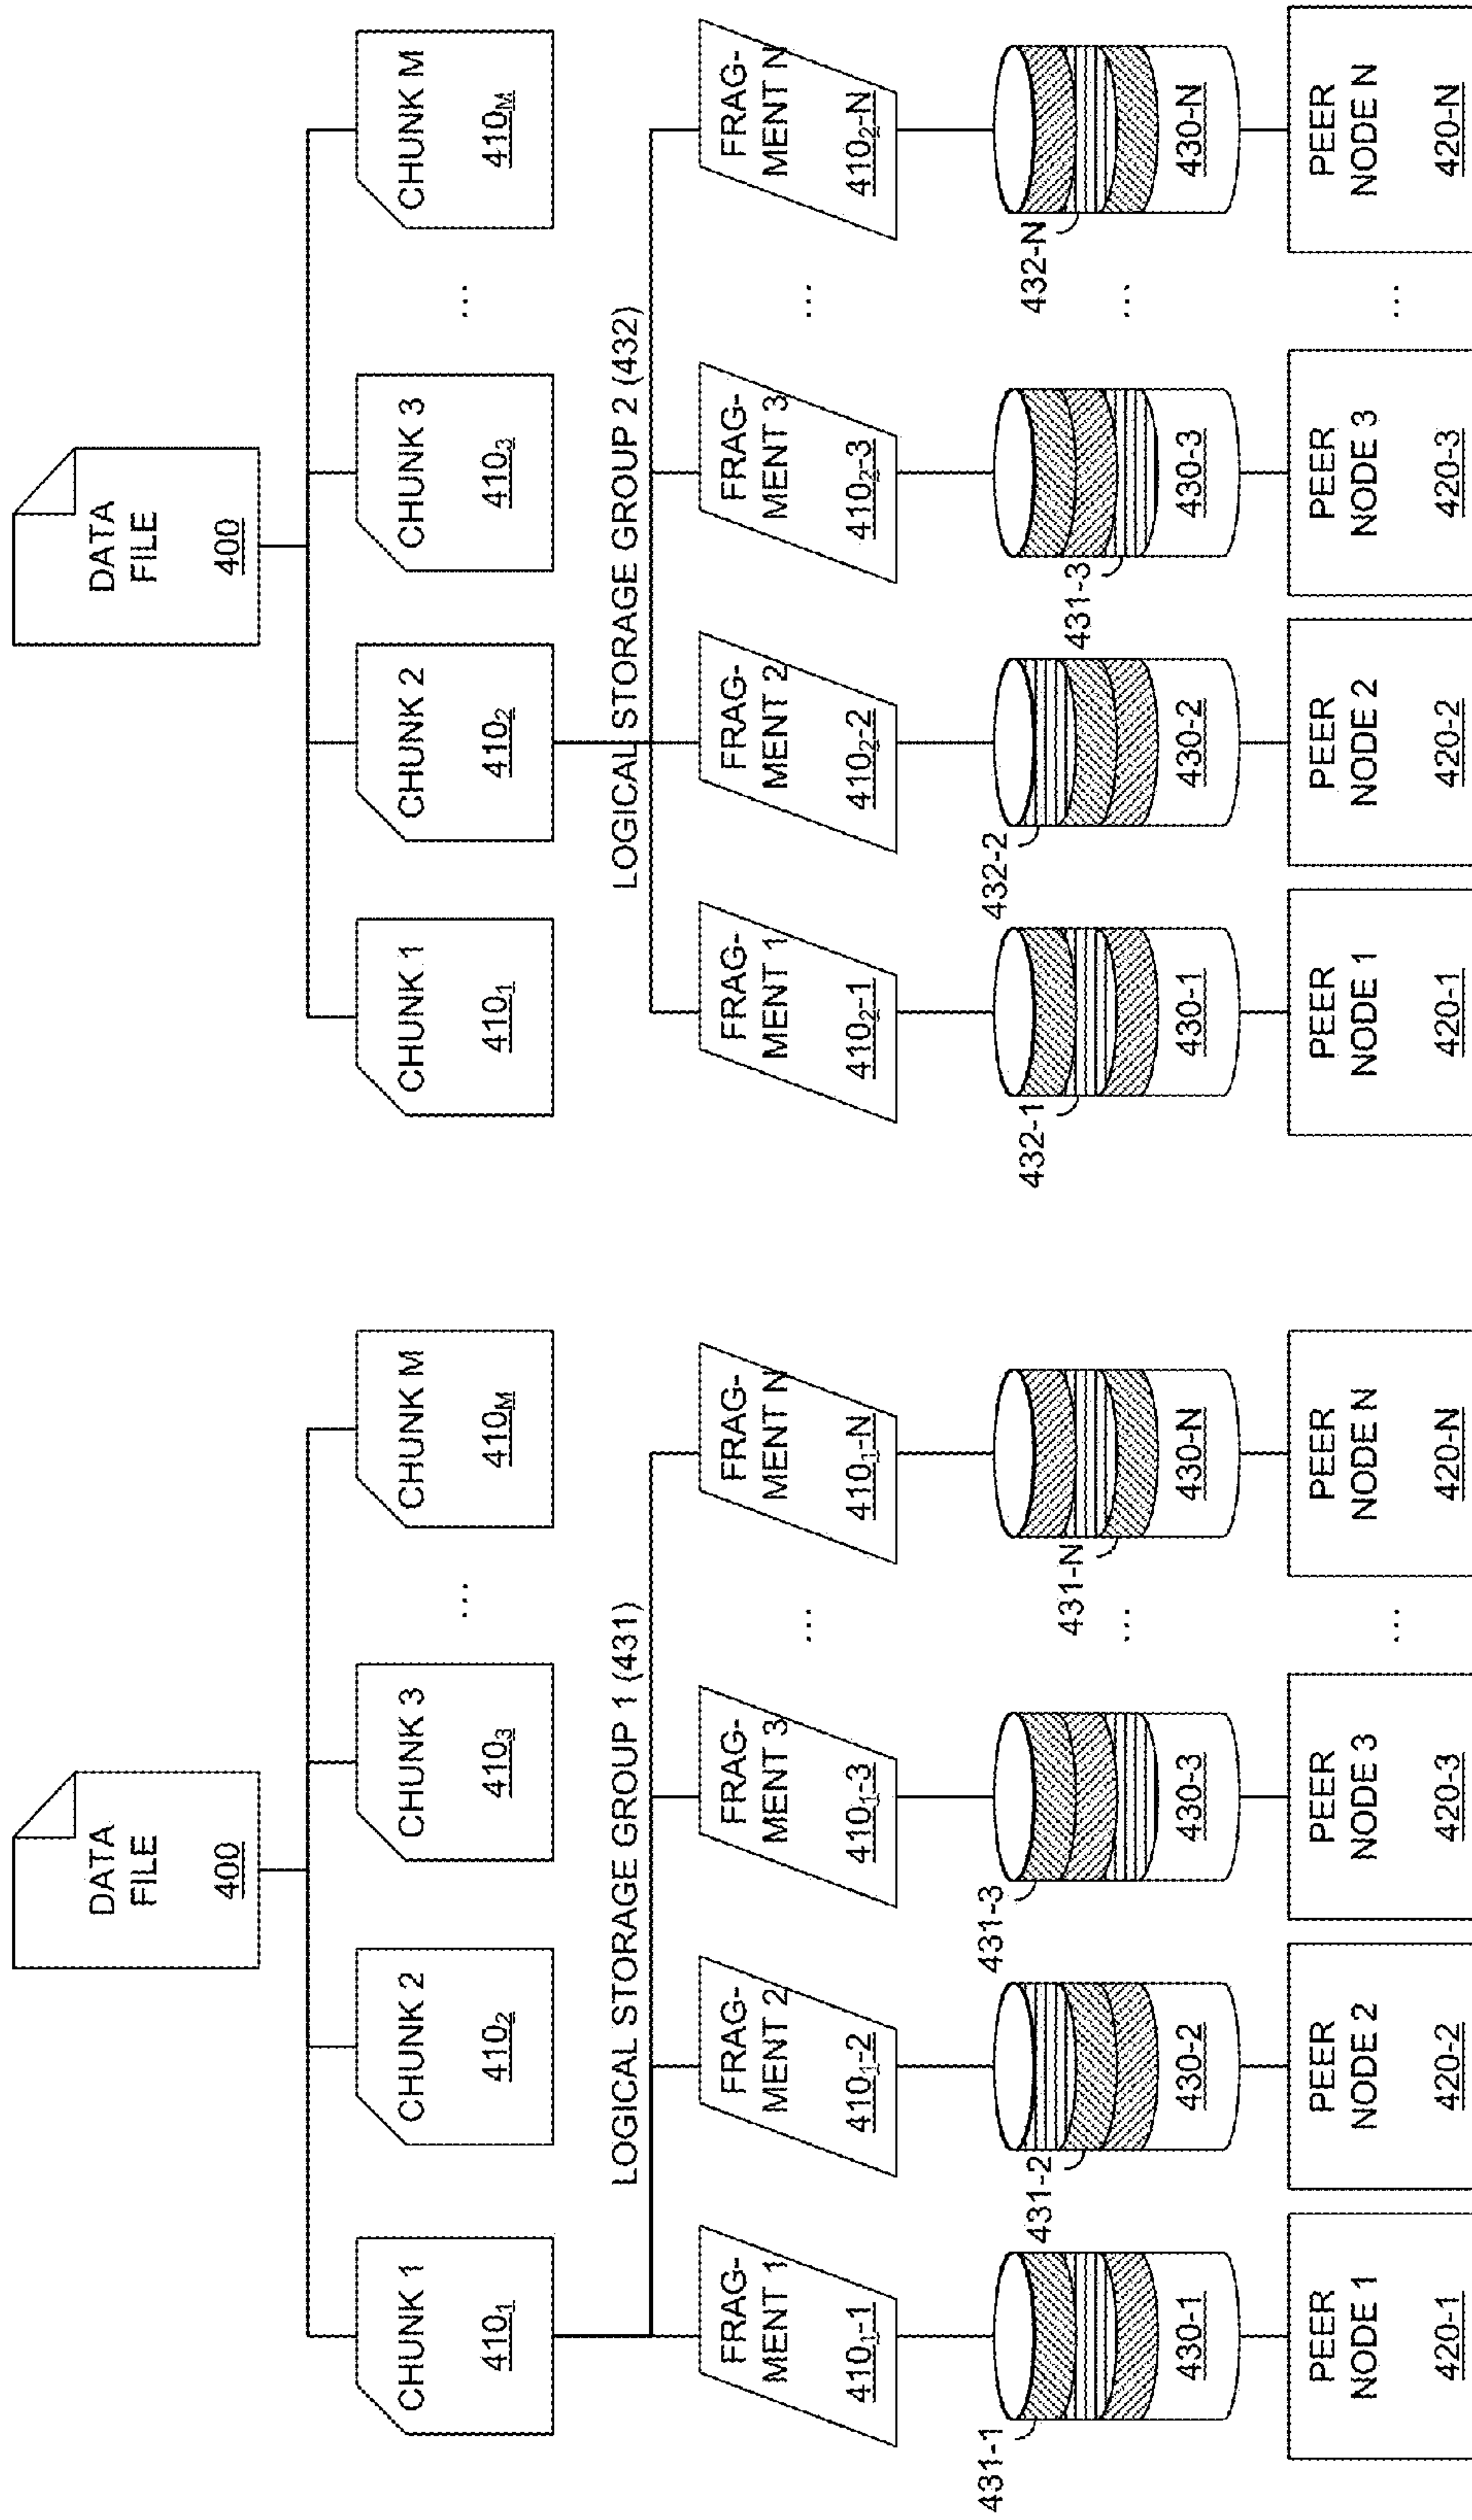 DATA
FILE
400
CHUNK 1
410₁
CHUNK 2
410₂
CHUNK 3
410₃
...
CHUNK M
410M
LOGICAL STORAGE GROUP 1 (431)
FRAG-
MENT 1
410₁-1
FRAG-
MENT 2
410₁-2
FRAG-
MENT 3
410₁-3
...
FRAG-
MENT N
410₁-N
431-1
430-1
431-2
430-2
431-3
430-3
...
431-N
430-N
PEER
NODE 1
420-1
PEER
NODE 2
420-2
PEER
NODE 3
420-3
...
PEER
NODE N
420-N
DATA
FILE
400
CHUNK 1
410₁
CHUNK 2
410₂
CHUNK 3
410₃
...
CHUNK M
410M
LOGICAL STORAGE GROUP 2 (432)
FRAG-
MENT 1
410₂-1
FRAG-
MENT 2
410₂-2
FRAG-
MENT 3
410₂-3
...
FRAG-
MENT N
410₂-N
432-1
430-1
432-2
430-2
431-3
430-3
...
432-N
430-N
PEER
NODE 1
420-1
PEER
NODE 2
420-2
PEER
NODE 3
420-3
...
PEER
NODE N
420-N